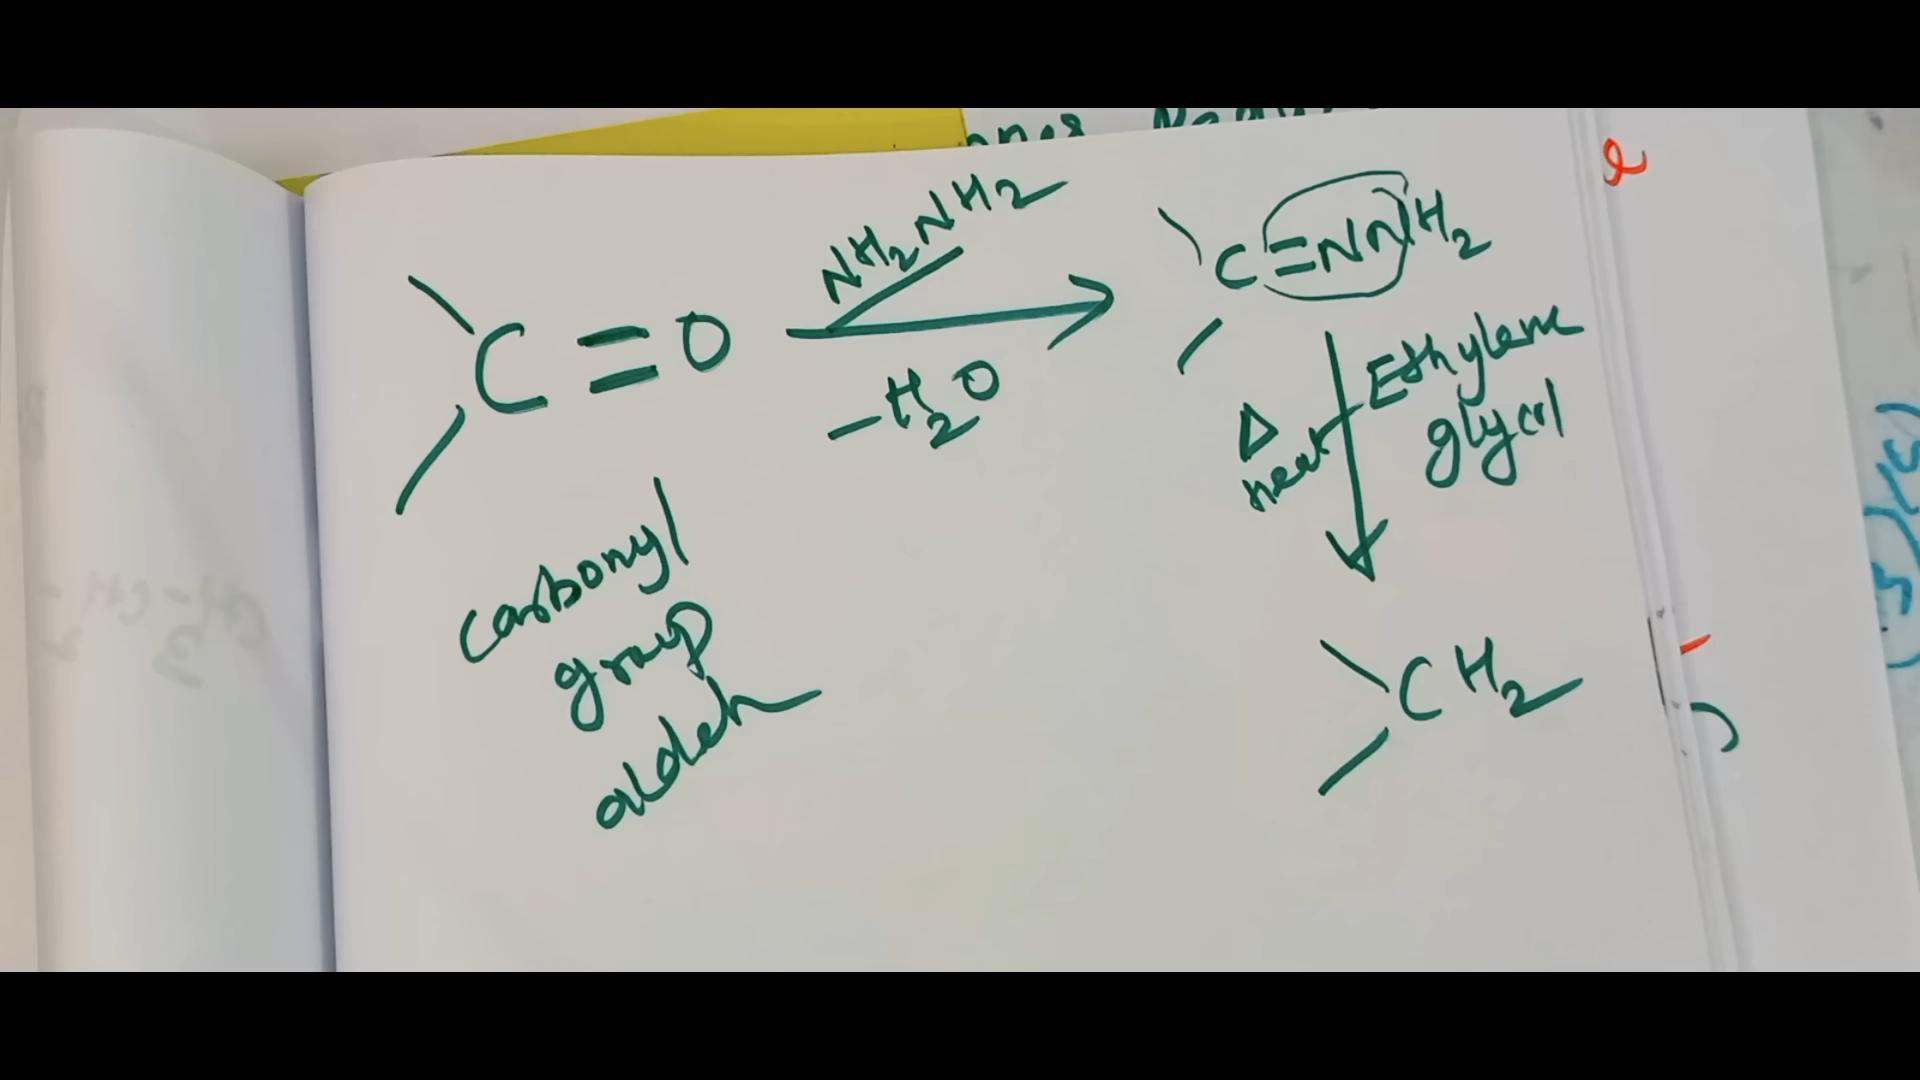 C=O
NH2NH2
-H2O
C=NNH2
Δ
heat
Ethylene
glycol
CH2
carbonyl
group
aldeh